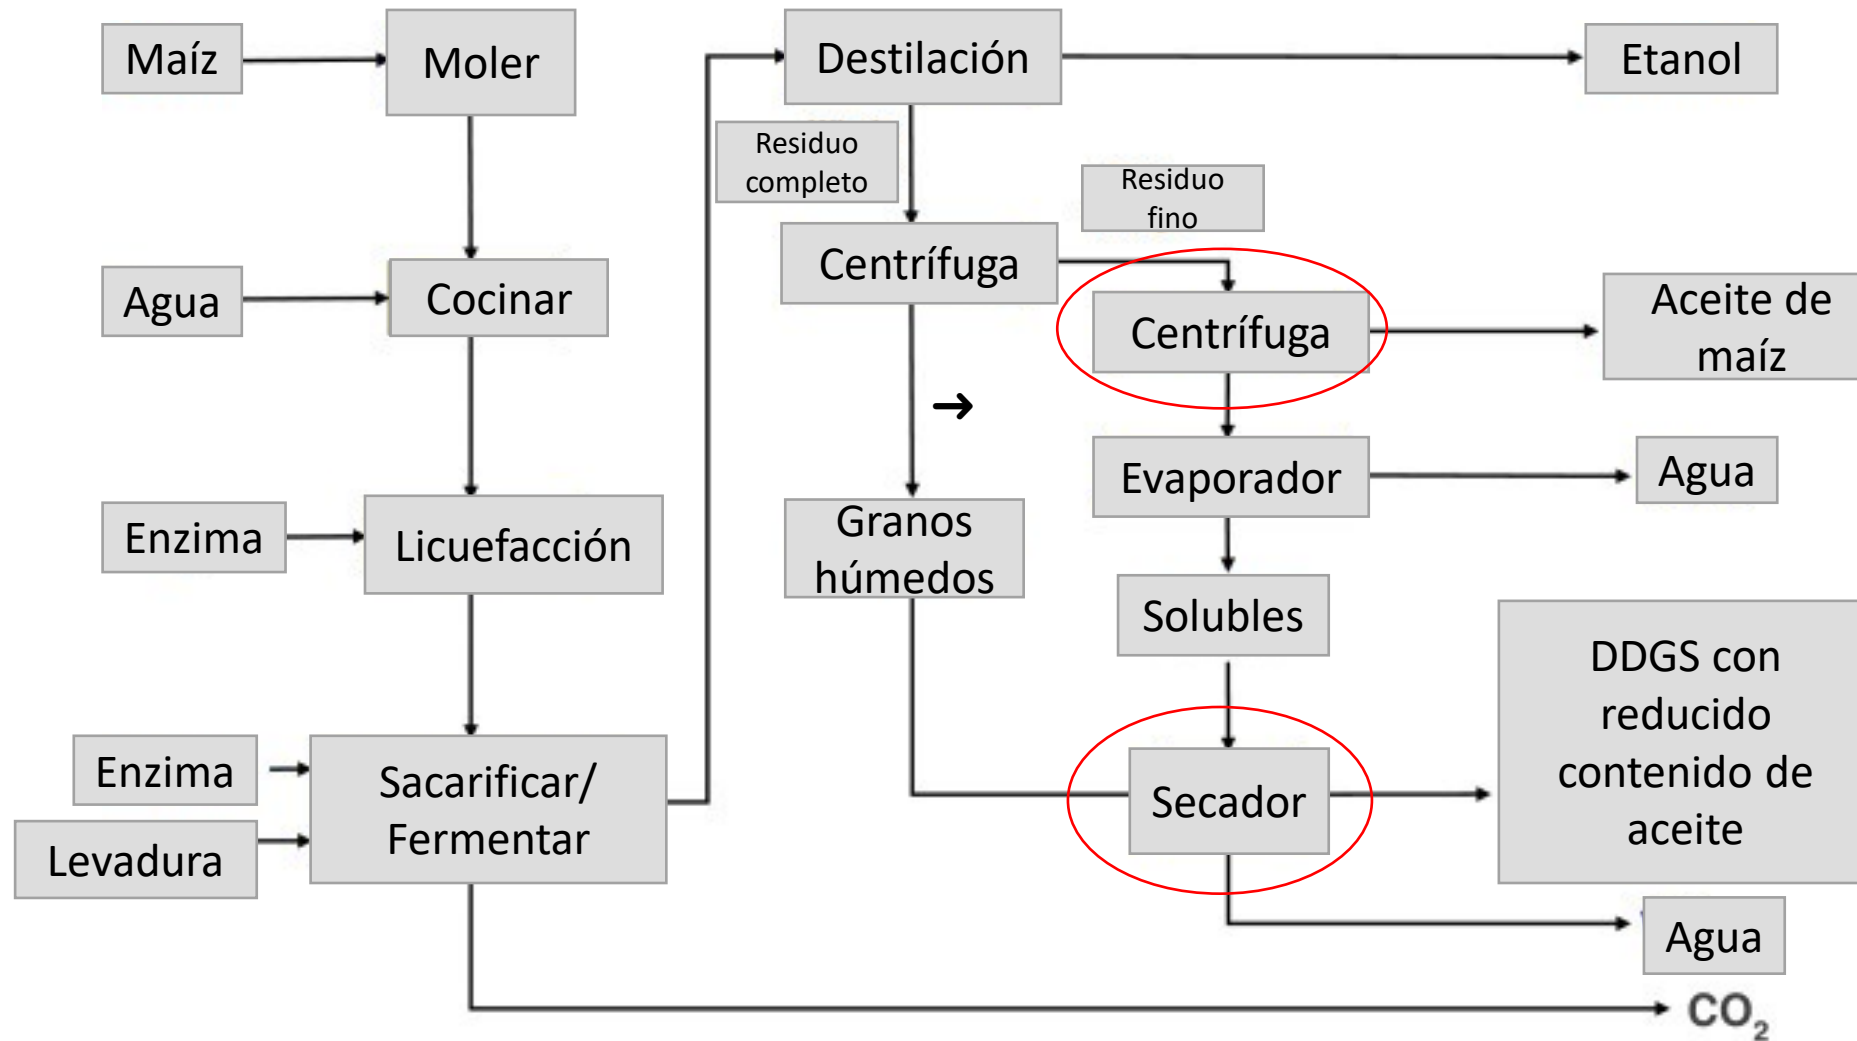 Maíz
Moler
Destilación
Etanol
Residuo
completo
Residuo
fino
Agua
Cocinar
Centrífuga
Centrífuga
Aceite de
maíz
Evaporador
Agua
Enzima
Licuefacción
Granos
húmedos
Solubles
DDGS con
reducido
contenido de
aceite
Enzima
Levadura
Sacarificar/
Fermentar
Secador
Agua
CO₂